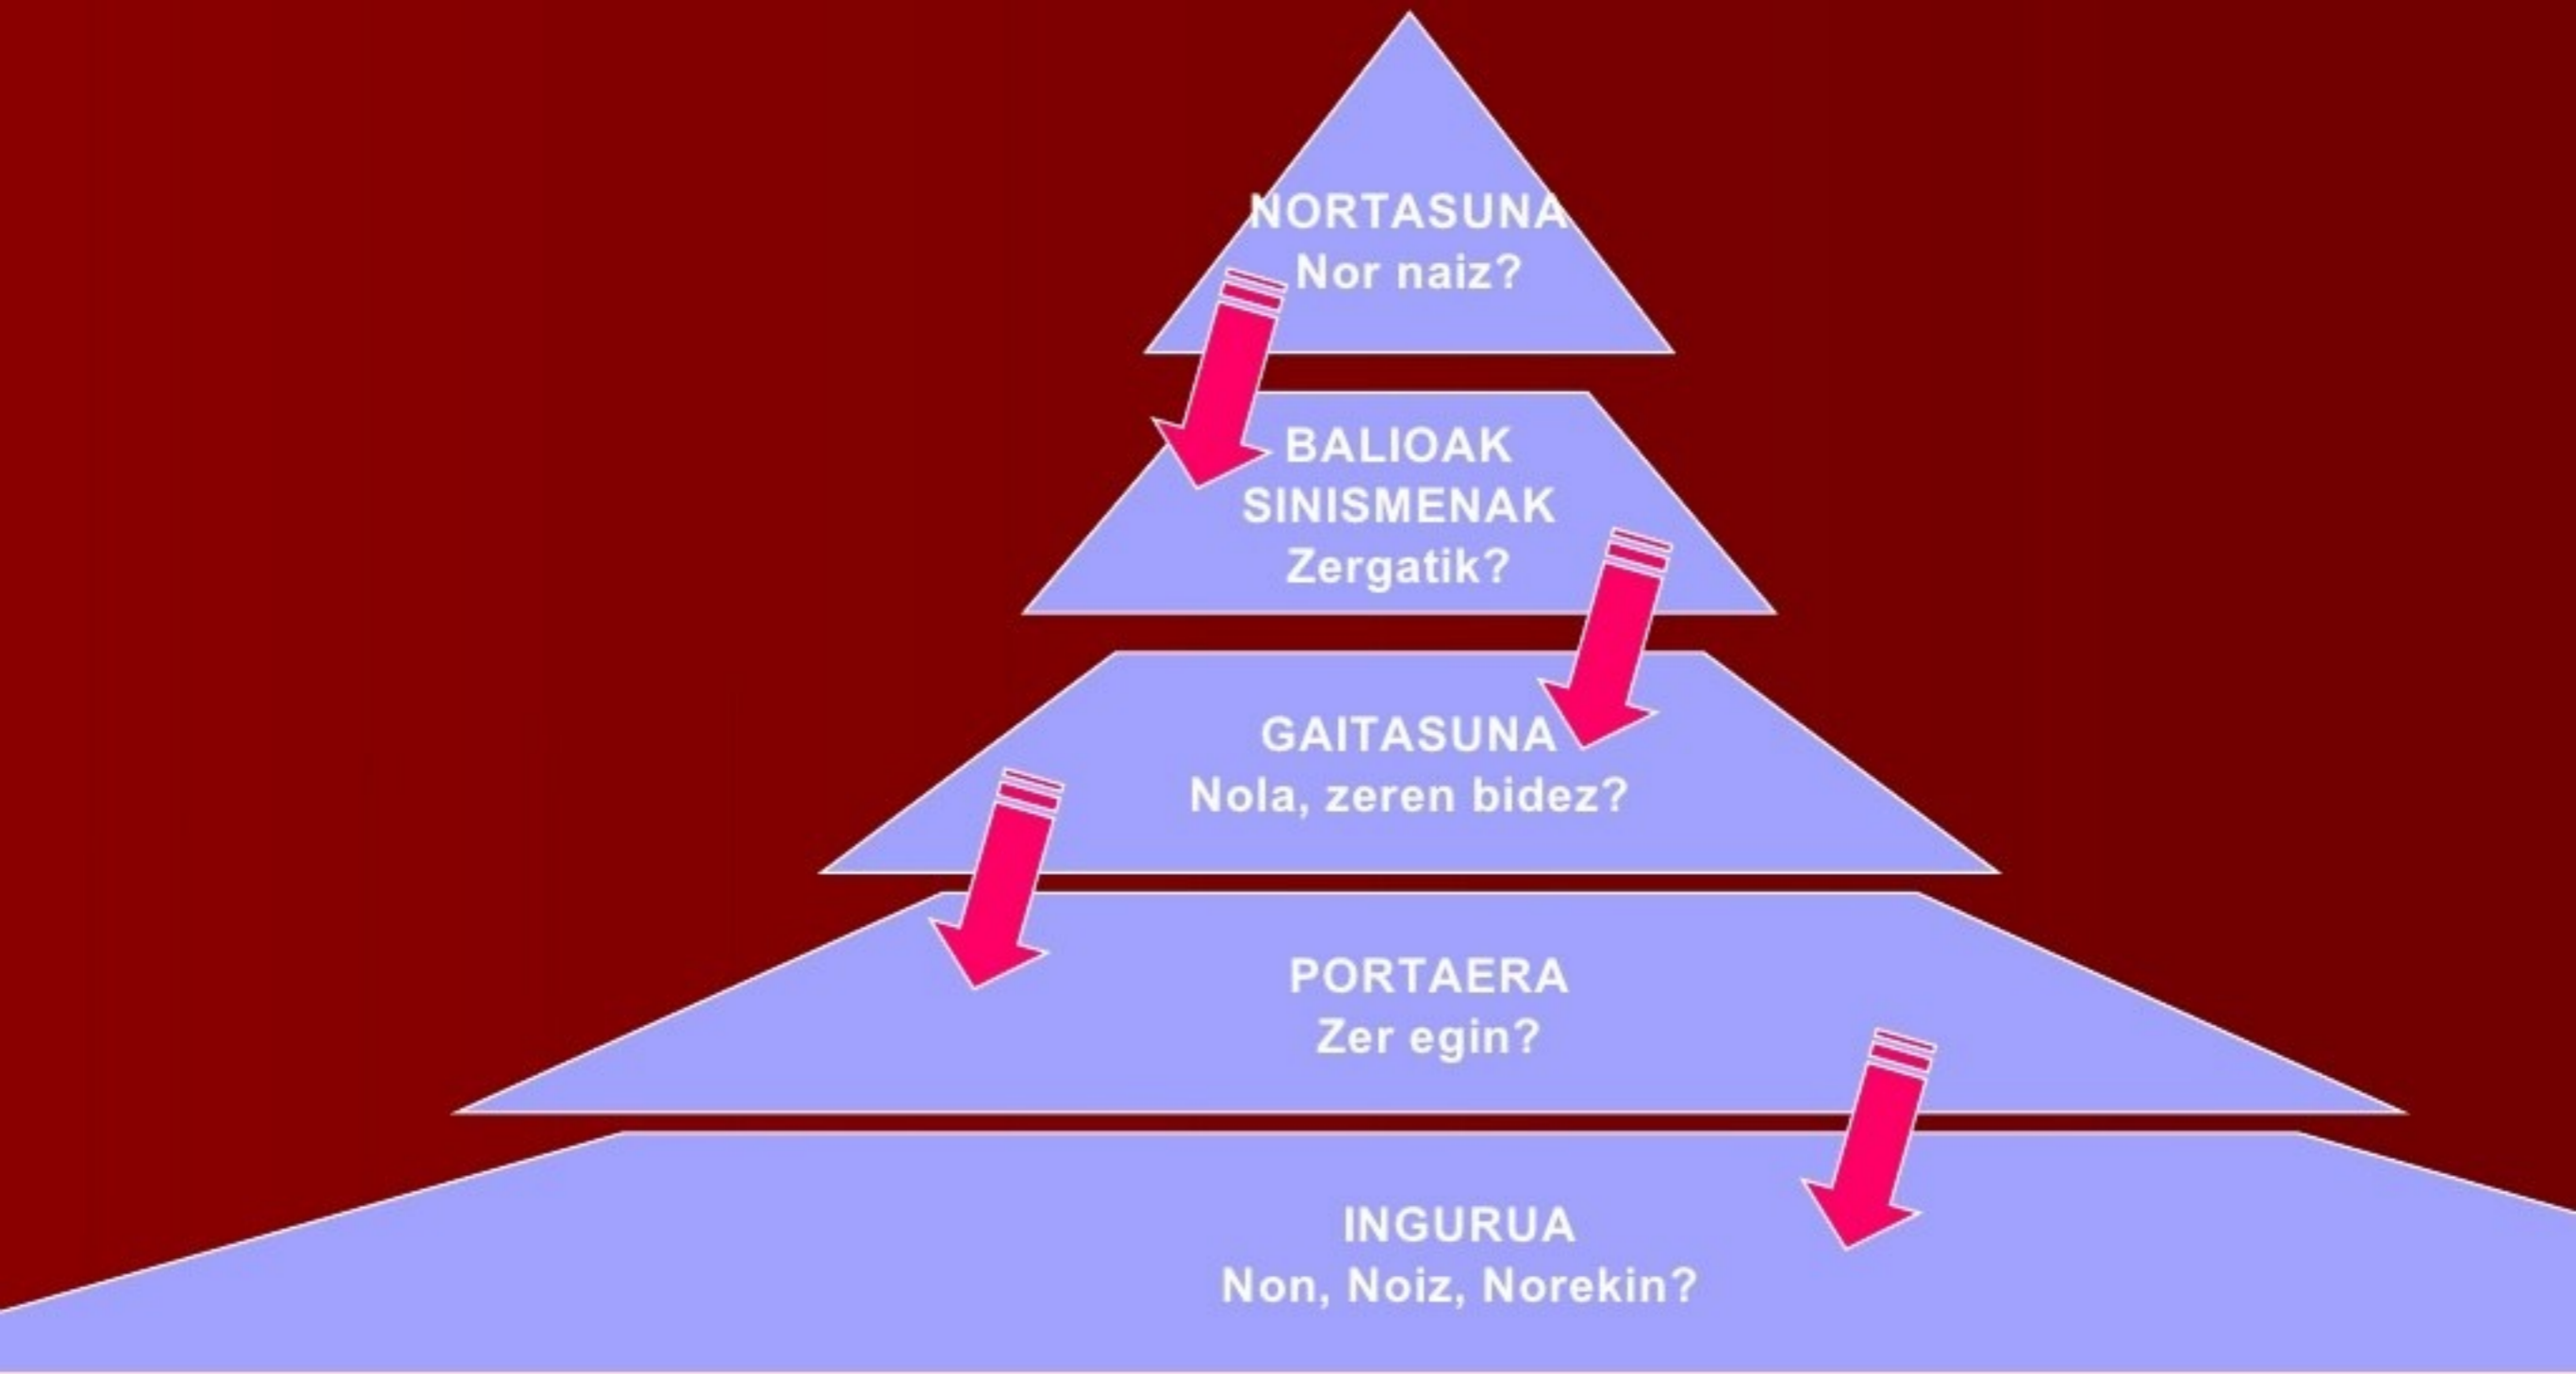 NORTASUNA
Nor naiz?
BALIOAK
SINISMENAK
Zergatik?
GAITASUNA
Nola, zeren bidez?
PORTAERA
Zer egin?
INGURUA
Non, Noiz, Norekin?